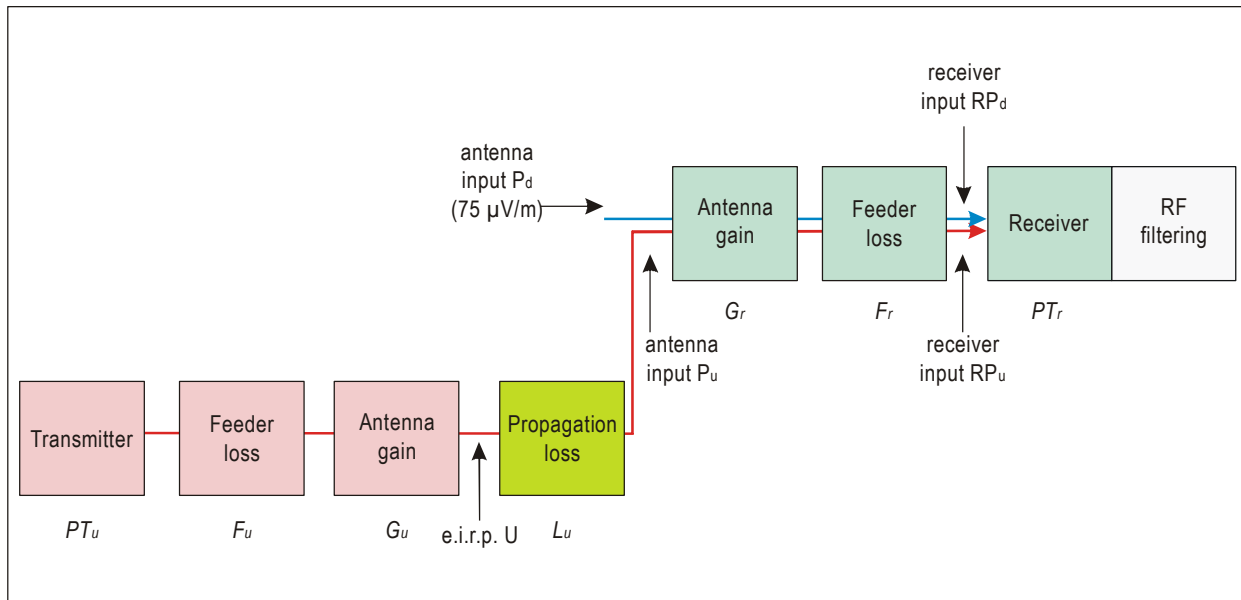 receiver
input RPd
antenna
input Pd
(75 µV/m)
Antenna
gain
Feeder
loss
Receiver
RF
filtering
Gr
Fr
PTr
antenna
input Pu
receiver
input RPu
Transmitter
Feeder
loss
Antenna
gain
Propagation
loss
PTu
Fu
Gu
e.i.r.p. U
Lu